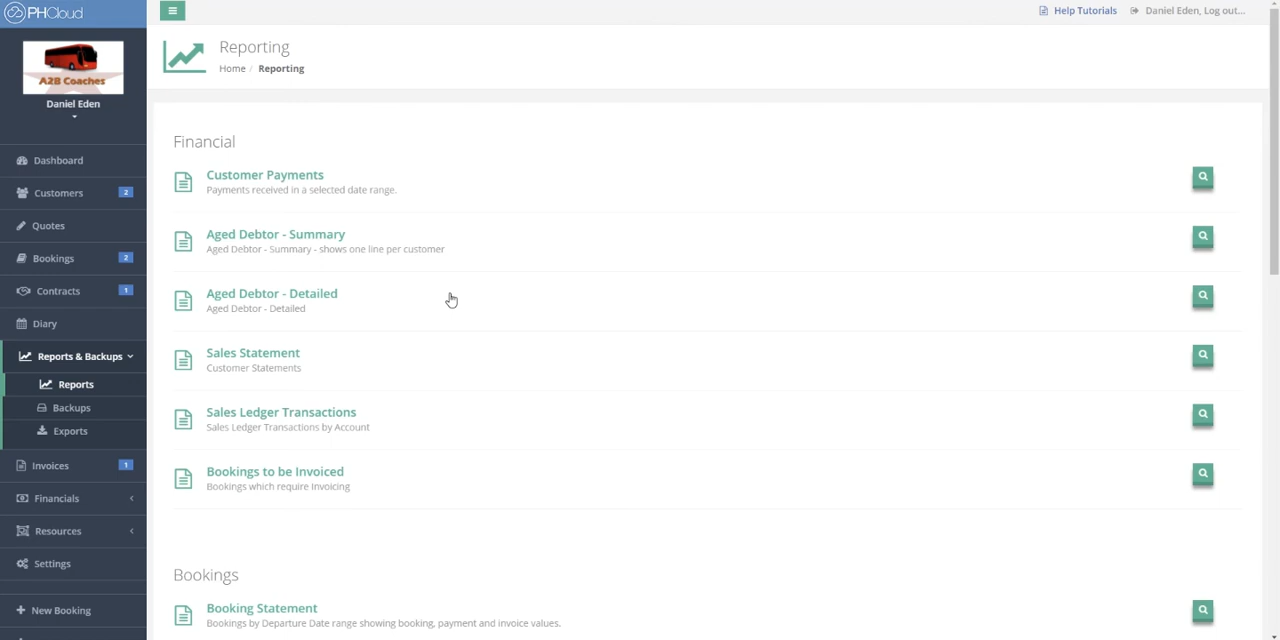 PHCloud
Help Tutorials
Daniel Eden, Log out...
A2B Coaches
Daniel Eden
Reporting
Home / Reporting
Dashboard
Customers 2
Quotes
Bookings 2
Contracts 1
Diary
Reports & Backups
Reports
Backups
Exports
Invoices 1
Financials
Resources
Settings
New Booking
Financial
Customer Payments
Payments received in a selected date range.
Aged Debtor - Summary
Aged Debtor - Summary - shows one line per customer
Aged Debtor - Detailed
Aged Debtor - Detailed
Sales Statement
Customer Statements
Sales Ledger Transactions
Sales Ledger Transactions by Account
Bookings to be Invoiced
Bookings which require Invoicing
Bookings
Booking Statement
Bookings by Departure Date range showing booking, payment and invoice values.